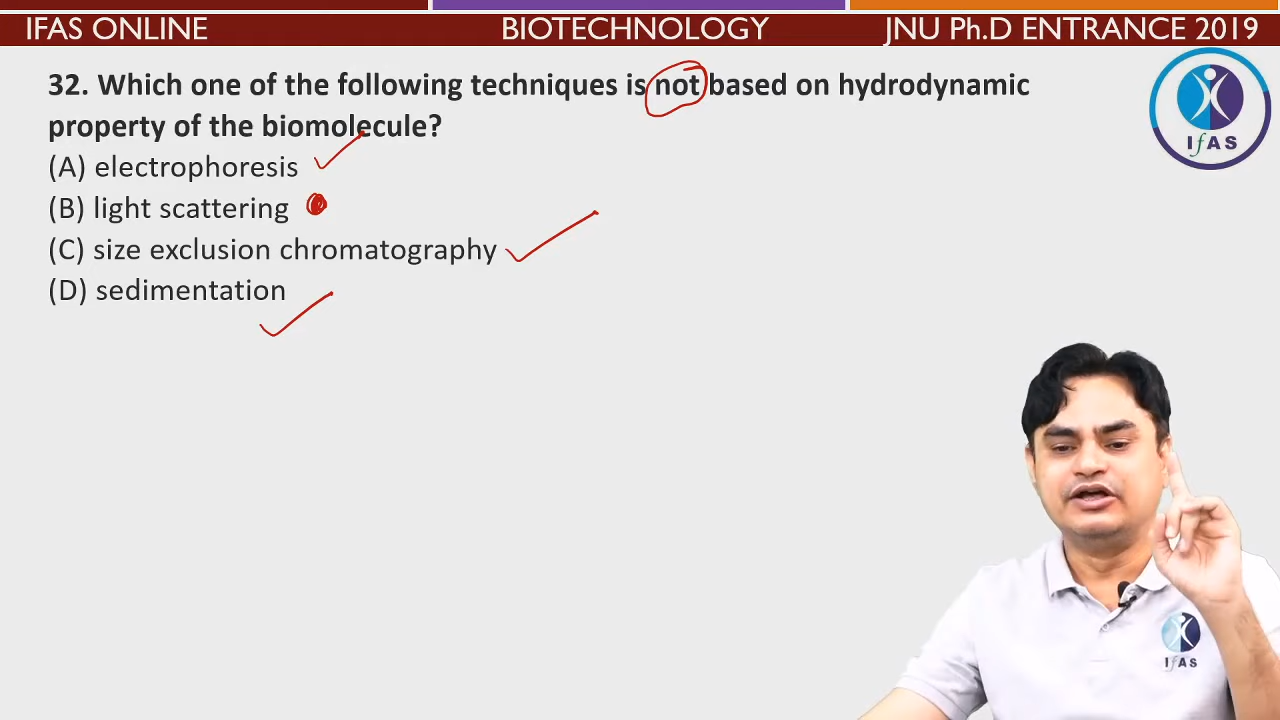 IFAS ONLINE BIOTECHNOLOGY JNU Ph.D ENTRANCE 2019
32. Which one of the following techniques is not based on hydrodynamic
property of the biomolecule?
(A) electrophoresis
(B) light scattering
(C) size exclusion chromatography
(D) sedimentation
IfAS
IfAS